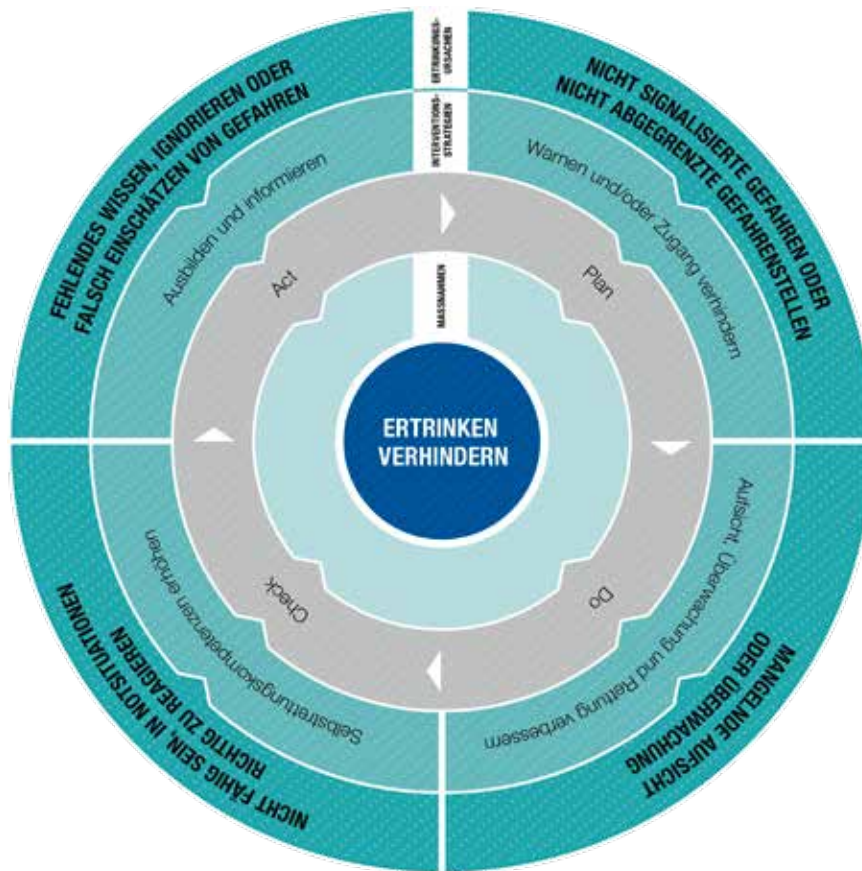 ERTRINKUNGS-
URSACHEN
INTERVENTIONS-
STRATEGIEN
MASSNAHMEN
ERTRINKEN
VERHINDERN
FEHLENDES WISSEN, IGNORIEREN ODER
FALSCH EINSCHÄTZEN VON GEFAHREN
Ausbilden und informieren
Act
NICHT SIGNALISIERTE GEFAHREN ODER
NICHT ABGEGRENZTE GEFAHRENSTELLEN
Warnen und/oder Zugang verhindern
Plan
MANGELNDE AUFSICHT
ODER ÜBERWACHUNG
Aufsicht, Überwachung und Rettung verbessern
Do
NICHT FÄHIG SEIN, IN NOTSITUATIONEN
RICHTIG ZU REAGIEREN
Selbstrettungskompetenzen erhöhen
Check